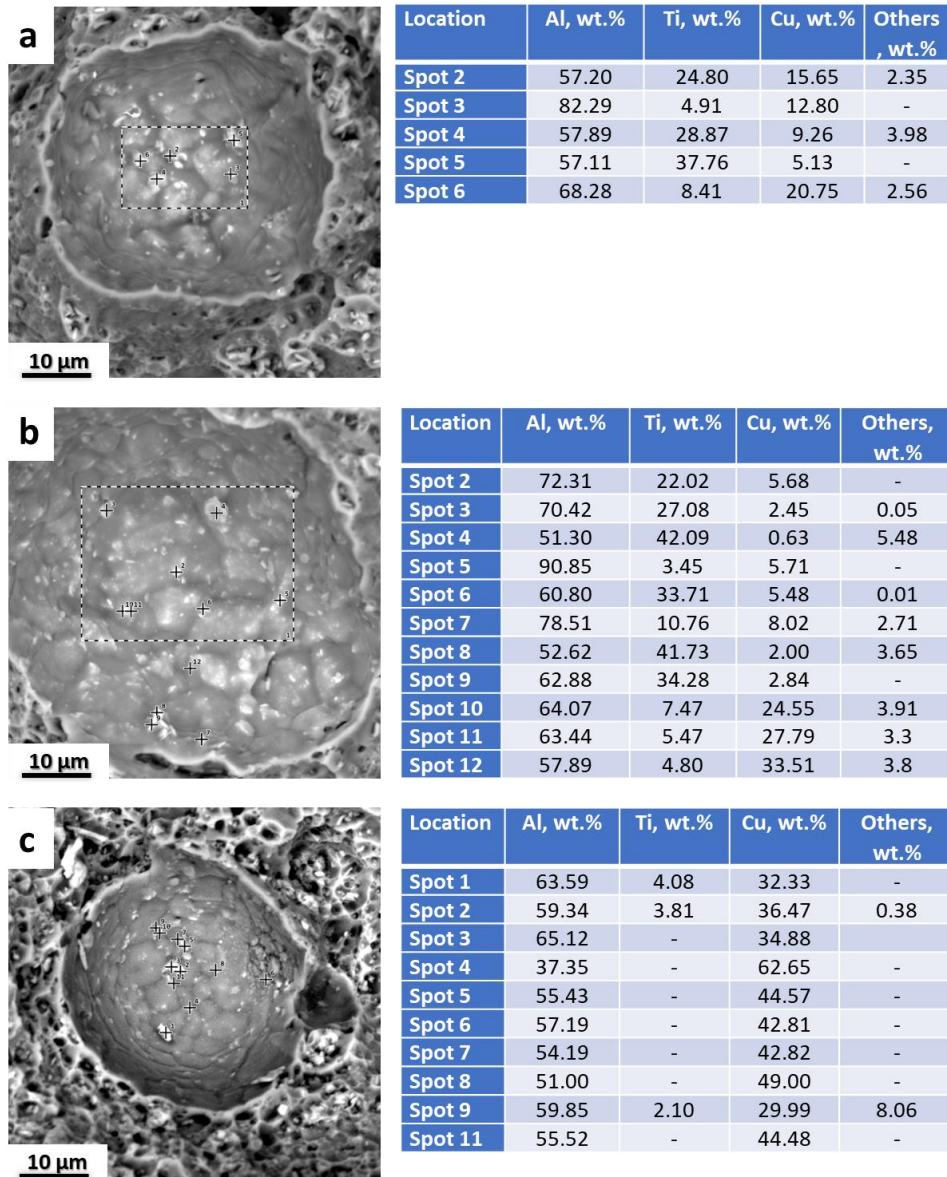 a
10 µm
Location Al, wt.% Ti, wt.% Cu, wt.% Others
, wt.%
Spot 2 57.20 24.80 15.65 2.35
Spot 3 82.29 4.91 12.80 -
Spot 4 57.89 28.87 9.26 3.98
Spot 5 57.11 37.76 5.13 -
Spot 6 68.28 8.41 20.75 2.56
b
10 µm
Location Al, wt.% Ti, wt.% Cu, wt.% Others,
wt.%
Spot 2 72.31 22.02 5.68 -
Spot 3 70.42 27.08 2.45 0.05
Spot 4 51.30 42.09 0.63 5.48
Spot 5 90.85 3.45 5.71 -
Spot 6 60.80 33.71 5.48 0.01
Spot 7 78.51 10.76 8.02 2.71
Spot 8 52.62 41.73 2.00 3.65
Spot 9 62.88 34.28 2.84 -
Spot 10 64.07 7.47 24.55 3.91
Spot 11 63.44 5.47 27.79 3.3
Spot 12 57.89 4.80 33.51 3.8
c
10 µm
Location Al, wt.% Ti, wt.% Cu, wt.% Others,
wt.%
Spot 1 63.59 4.08 32.33 -
Spot 2 59.34 3.81 36.47 0.38
Spot 3 65.12 - 34.88
Spot 4 37.35 - 62.65
Spot 5 55.43 - 44.57
Spot 6 57.19 - 42.81
Spot 7 54.19 - 42.82
Spot 8 51.00 - 49.00
Spot 9 59.85 2.10 29.99 8.06
Spot 11 55.52 - 44.48